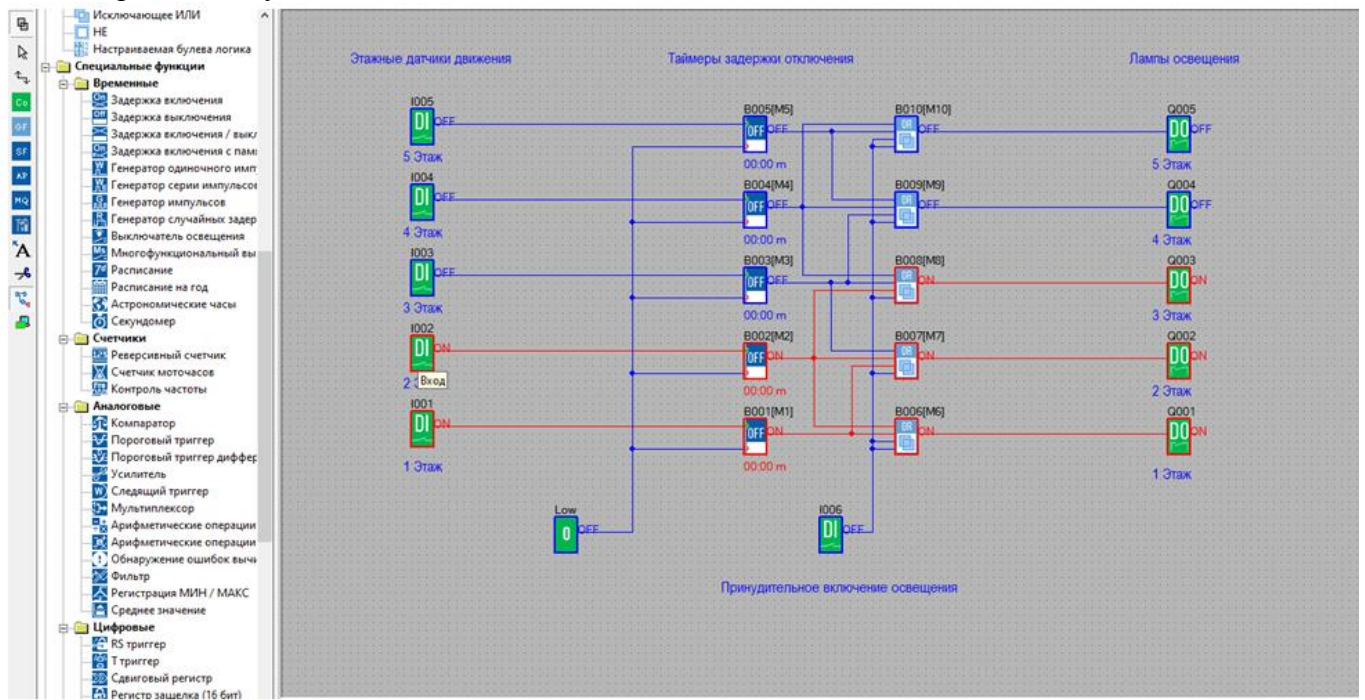 Исключающее ИЛИ
НЕ
Настраиваемая булева логика
Специальные функции
Временные
Задержка включения
Задержка выключения
Задержка включения / выкл
Задержка включения с пам
Генератор одиночного имп
Генератор серии импульсов
Генератор импульсов
Генератор случайных задер
Выключатель освещения
Многофункциональный вы
Расписание
Расписание на год
Астрономические часы
Секундомер
Счетчики
Реверсивный счетчик
Счетчик моточасов
Контроль частоты
Аналоговые
Компаратор
Пороговый триггер
Пороговый триггер диффер
Усилитель
Следящий триггер
Мультиплексор
Арифметические операции
Арифметические операции
Обнаружение ошибок вычи
Фильтр
Регистрация МИН / МАКС
Среднее значение
Цифровые
RS триггер
T триггер
Сдвиговый регистр
Регистр защелка (16 бит)
Co
GF
SF
AP
MQ
A
Этажные датчики движения
Таймеры задержки отключения
Лампы освещения
I005
B005[M5]
B010[M10]
Q005
DI OFF
OFF OFF
OR OFF
DO OFF
5 Этаж
00:00 m
5 Этаж
I004
B004[M4]
B009[M9]
Q004
DI OFF
OFF OFF
OR OFF
DO OFF
4 Этаж
00:00 m
4 Этаж
I003
B003[M3]
B008[M8]
Q003
DI OFF
OFF OFF
OR ON
DO ON
3 Этаж
00:00 m
3 Этаж
I002
B002[M2]
B007[M7]
Q002
DI ON
OFF ON
OR ON
DO ON
2 Вход
00:00 m
2 Этаж
I001
B001[M1]
B006[M6]
Q001
DI ON
OFF ON
OR ON
DO ON
1 Этаж
00:00 m
1 Этаж
Low
I006
0 OFF
DI OFF
Принудительное включение освещения